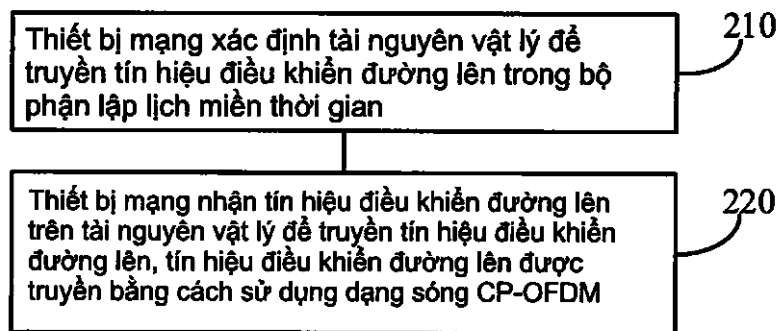 Thiết bị mạng xác định tài nguyên vật lý để
truyền tín hiệu điều khiển đường lên trong bộ
phận lập lịch miền thời gian
210
Thiết bị mạng nhận tín hiệu điều khiển đường lên
trên tài nguyên vật lý để truyền tín hiệu điều khiển
đường lên, tín hiệu điều khiển đường lên được
truyền bằng cách sử dụng dạng sóng CP-OFDM
220